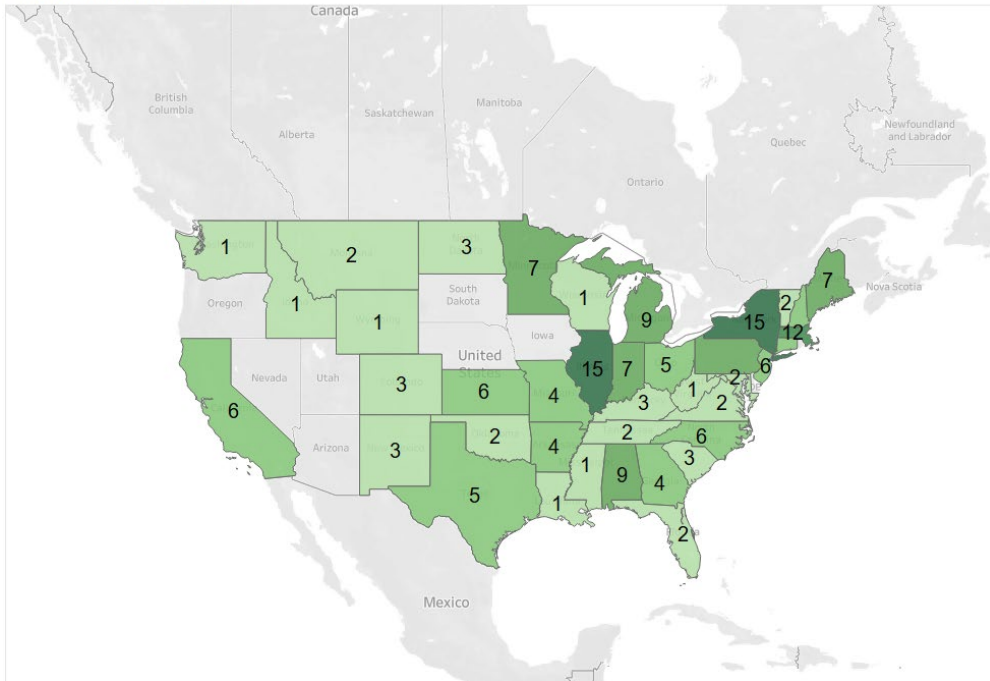 Canada
British
Columbia
Alberta
Saskatchewan
Manitoba
Ontario
Quebec
Newfoundland
and Labrador
Nova Scotia
1
2
3
7
1
9
15
2
7
12
Oregon
1
1
South
Dakota
Iowa
Nevada
Utah
3
United
States
6
4
15
7
5
6
2
1
2
3
6
Arizona
3
2
4
2
6
3
5
1
1
9
4
2
Mexico